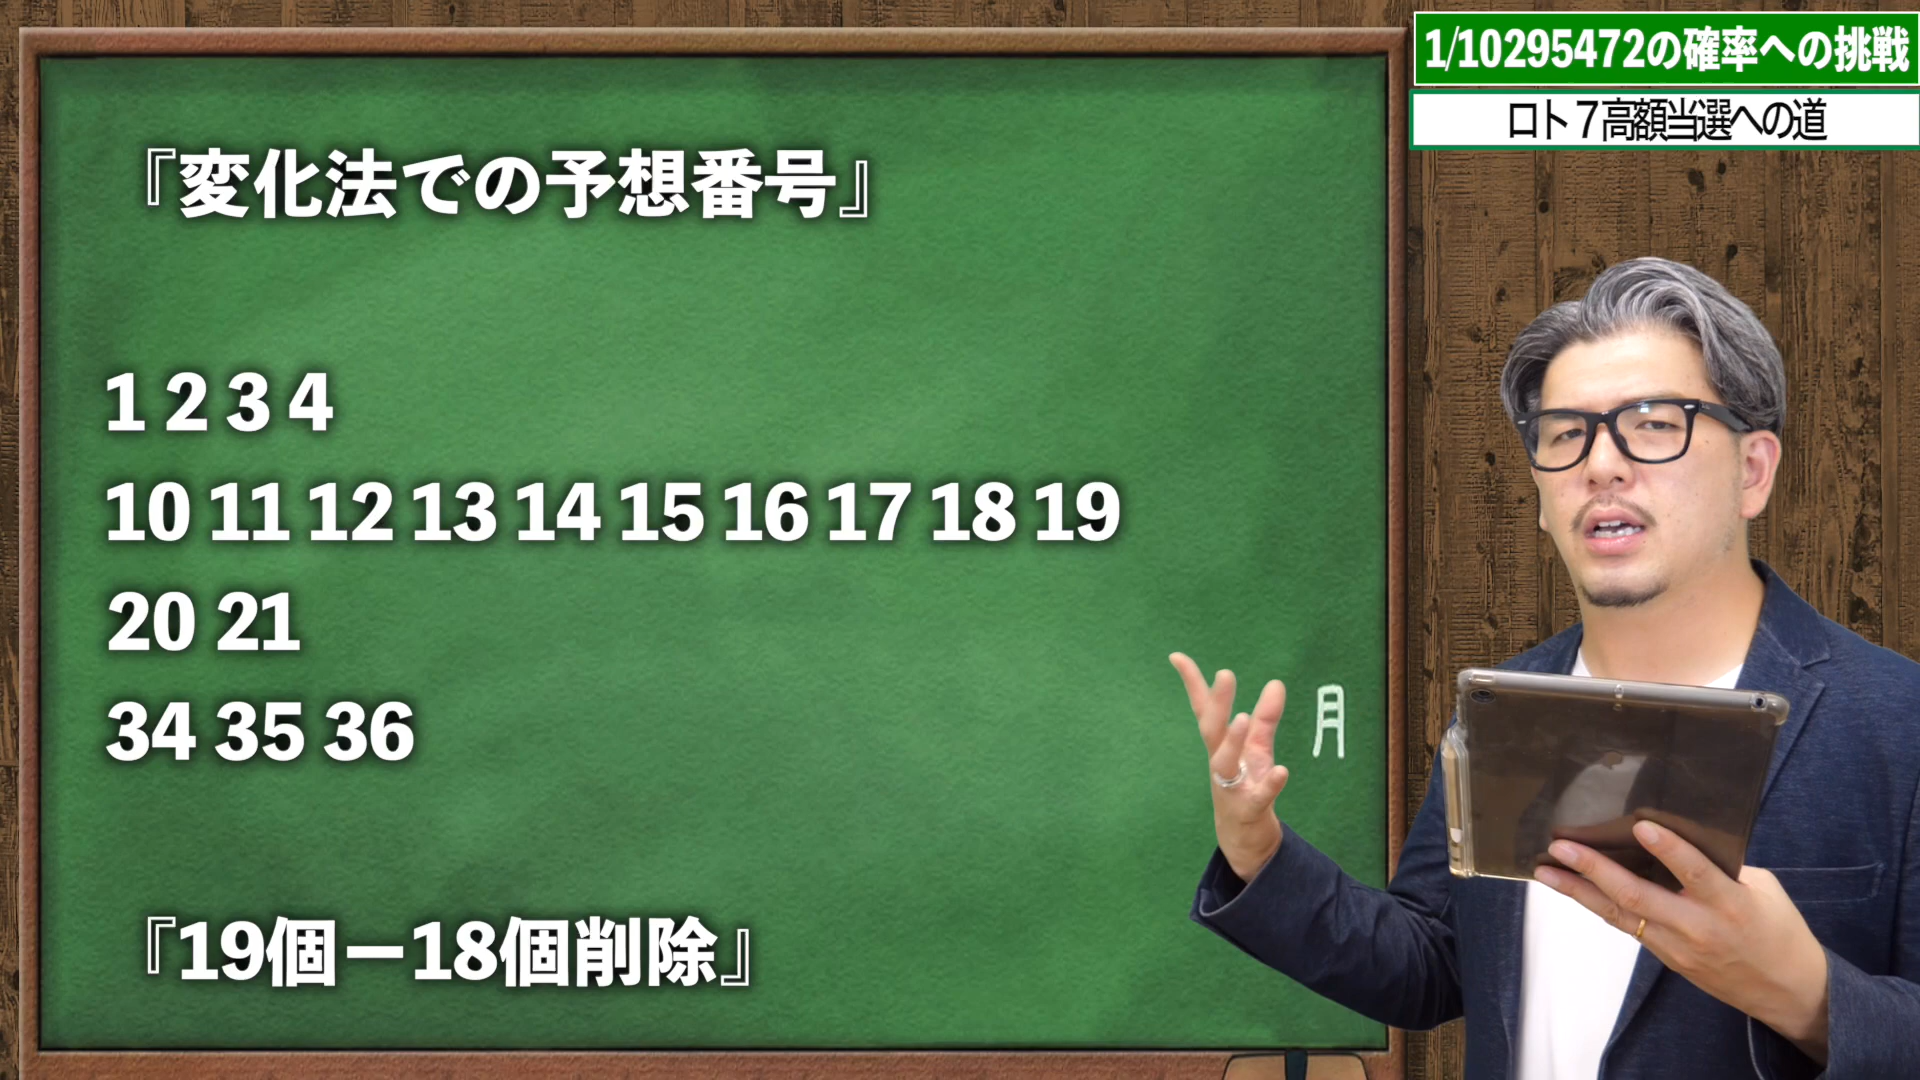 1/10295472の確率への挑戦
ロト７高額当選への道
『変化法での予想番号』
1 2 3 4
10 11 12 13 14 15 16 17 18 19
20 21
34 35 36
『19個ー18個削除』
月